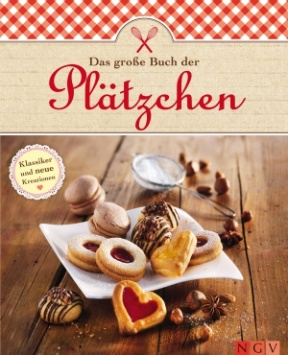 Das große Buch der
Plätzchen
Klassiker
und neue
Kreationen
NGV